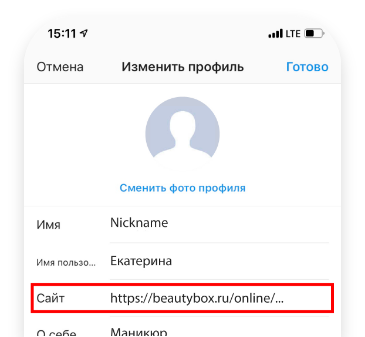 15:11 LTE
Отмена Изменить профиль Готово
Сменить фото профиля
Имя Nickname
Имя пользо... Екатерина
Сайт https://beautybox.ru/online/...
О себе Маникюр